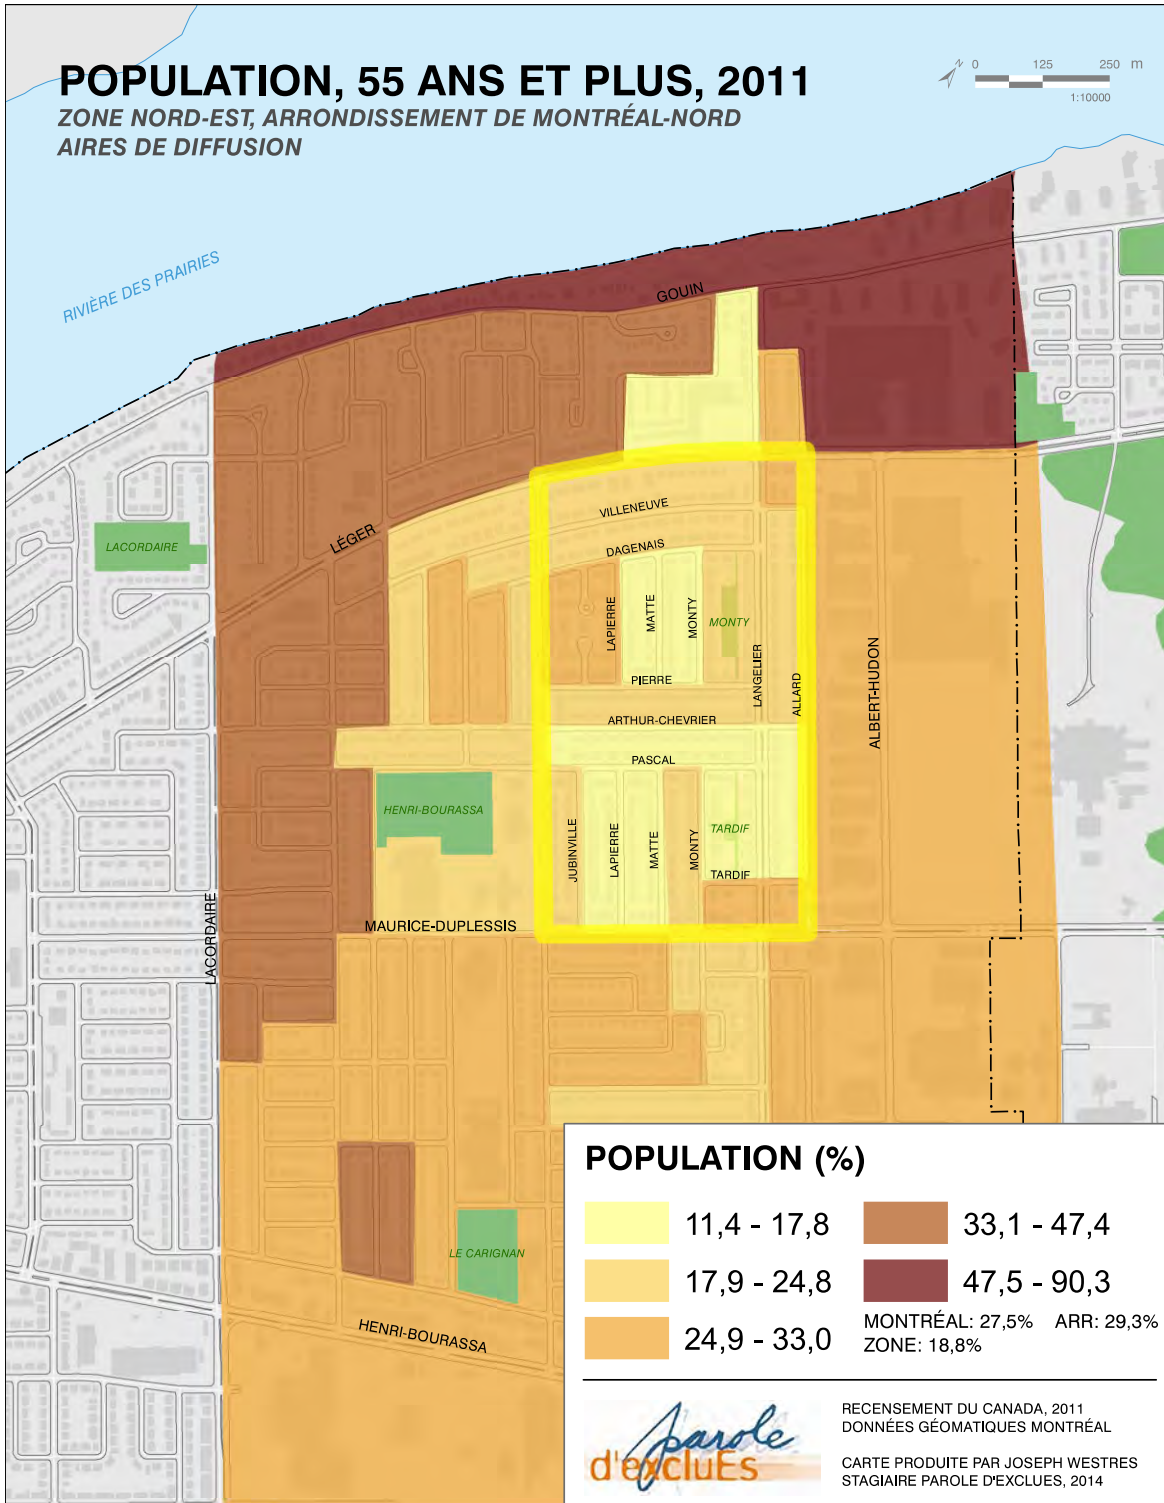 POPULATION, 55 ANS ET PLUS, 2011
ZONE NORD-EST, ARRONDISSEMENT DE MONTRÉAL-NORD
AIRES DE DIFFUSION
N 0 125 250 m
1:10000
RIVIÈRE DES PRAIRIES
GOUIN
LÉGER
LACORDAIRE
VILLENEUVE
DAGENAIS
LAPIERRE
MATTE
MONTY
MONTY
LANGELIER
ALLARD
ALBERT-HUDON
PIERRE
ARTHUR-CHEVRIER
PASCAL
HENRI-BOURASSA
JUBINVILLE
LAPIERRE
MATTE
MONTY
TARDIF
TARDIF
MAURICE-DUPLESSIS
LACORDAIRE
LE CARIGNAN
HENRI-BOURASSA
POPULATION (%)
11,4 - 17,8
17,9 - 24,8
24,9 - 33,0
33,1 - 47,4
47,5 - 90,3
MONTRÉAL: 27,5% ARR: 29,3%
ZONE: 18,8%
parole
d'excluEs
RECENSEMENT DU CANADA, 2011
DONNÉES GÉOMATIQUES MONTRÉAL
CARTE PRODUITE PAR JOSEPH WESTRES
STAGIAIRE PAROLE D'EXCLUES, 2014